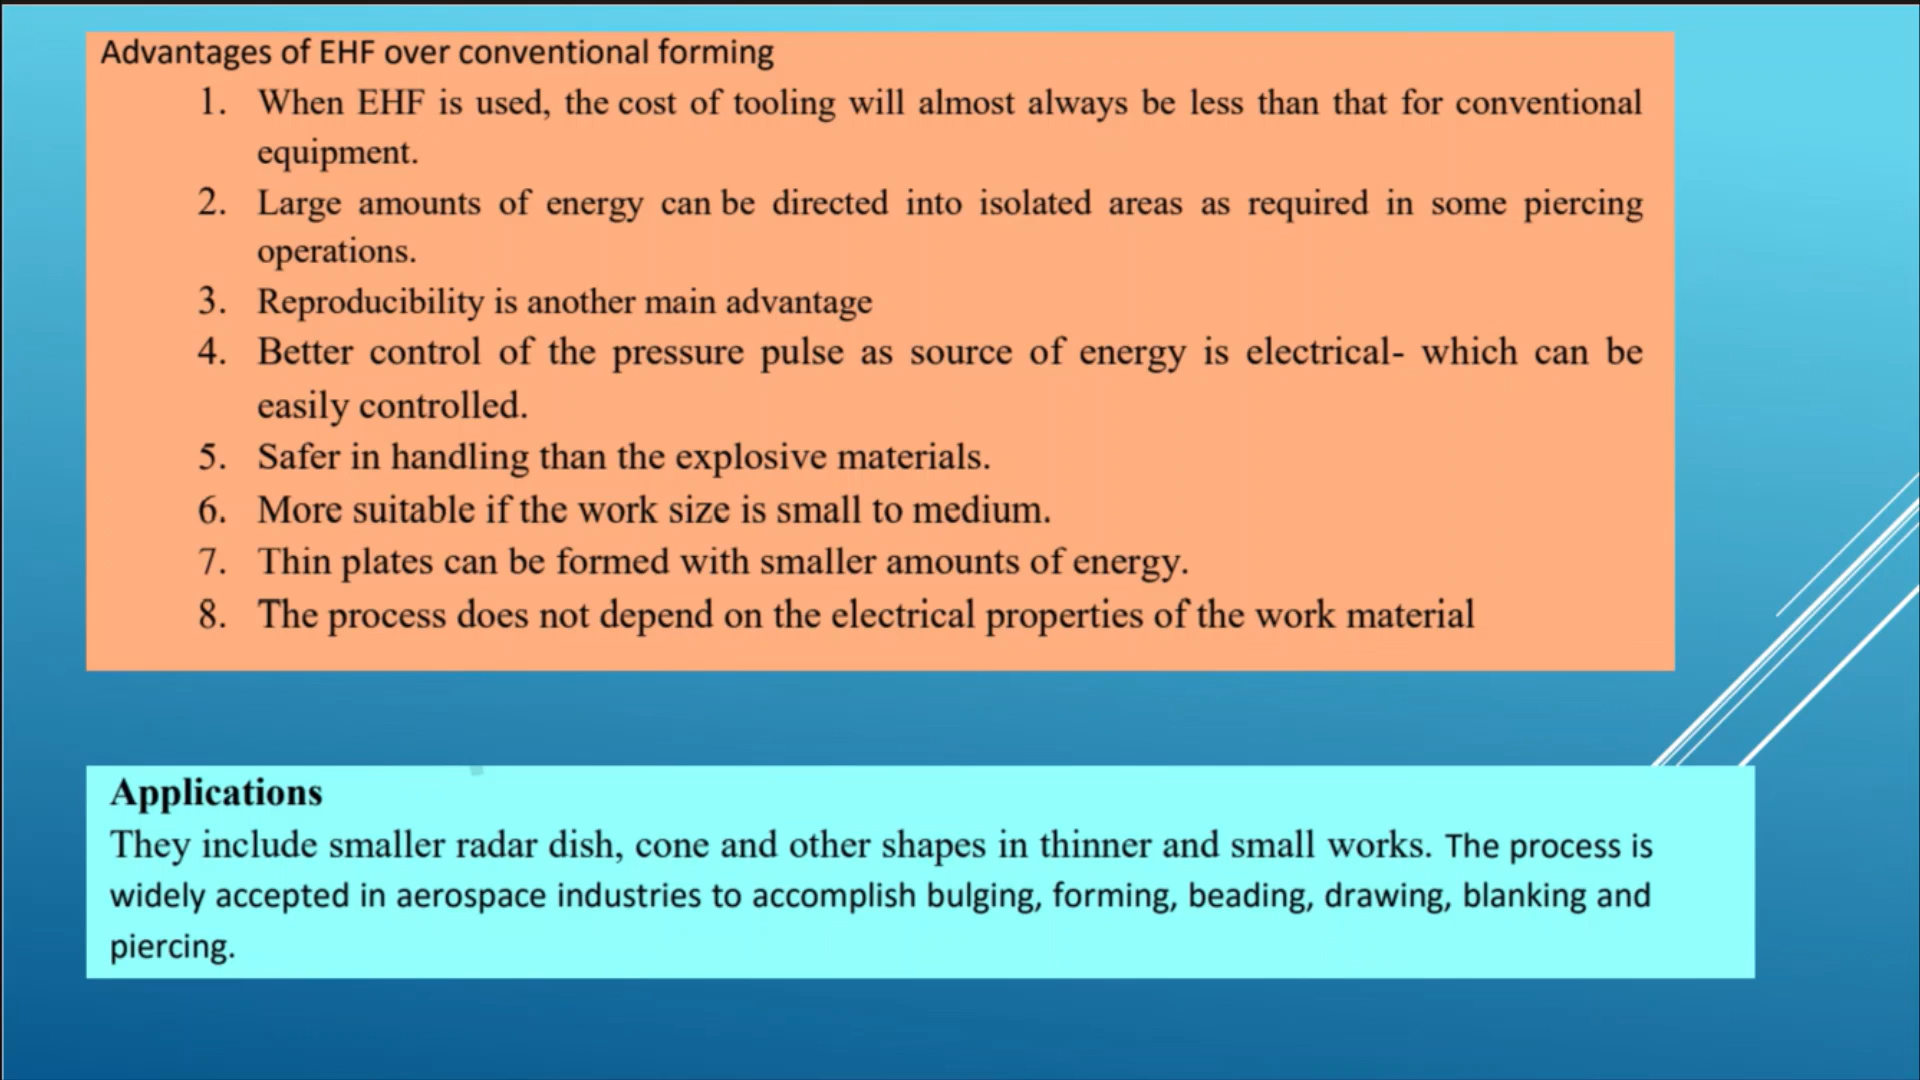 Advantages of EHF over conventional forming
1. When EHF is used, the cost of tooling will almost always be less than that for conventional
equipment.
2. Large amounts of energy can be directed into isolated areas as required in some piercing
operations.
3. Reproducibility is another main advantage
4. Better control of the pressure pulse as source of energy is electrical- which can be
easily controlled.
5. Safer in handling than the explosive materials.
6. More suitable if the work size is small to medium.
7. Thin plates can be formed with smaller amounts of energy.
8. The process does not depend on the electrical properties of the work material
Applications
They include smaller radar dish, cone and other shapes in thinner and small works. The process is
widely accepted in aerospace industries to accomplish bulging, forming, beading, drawing, blanking and
piercing.